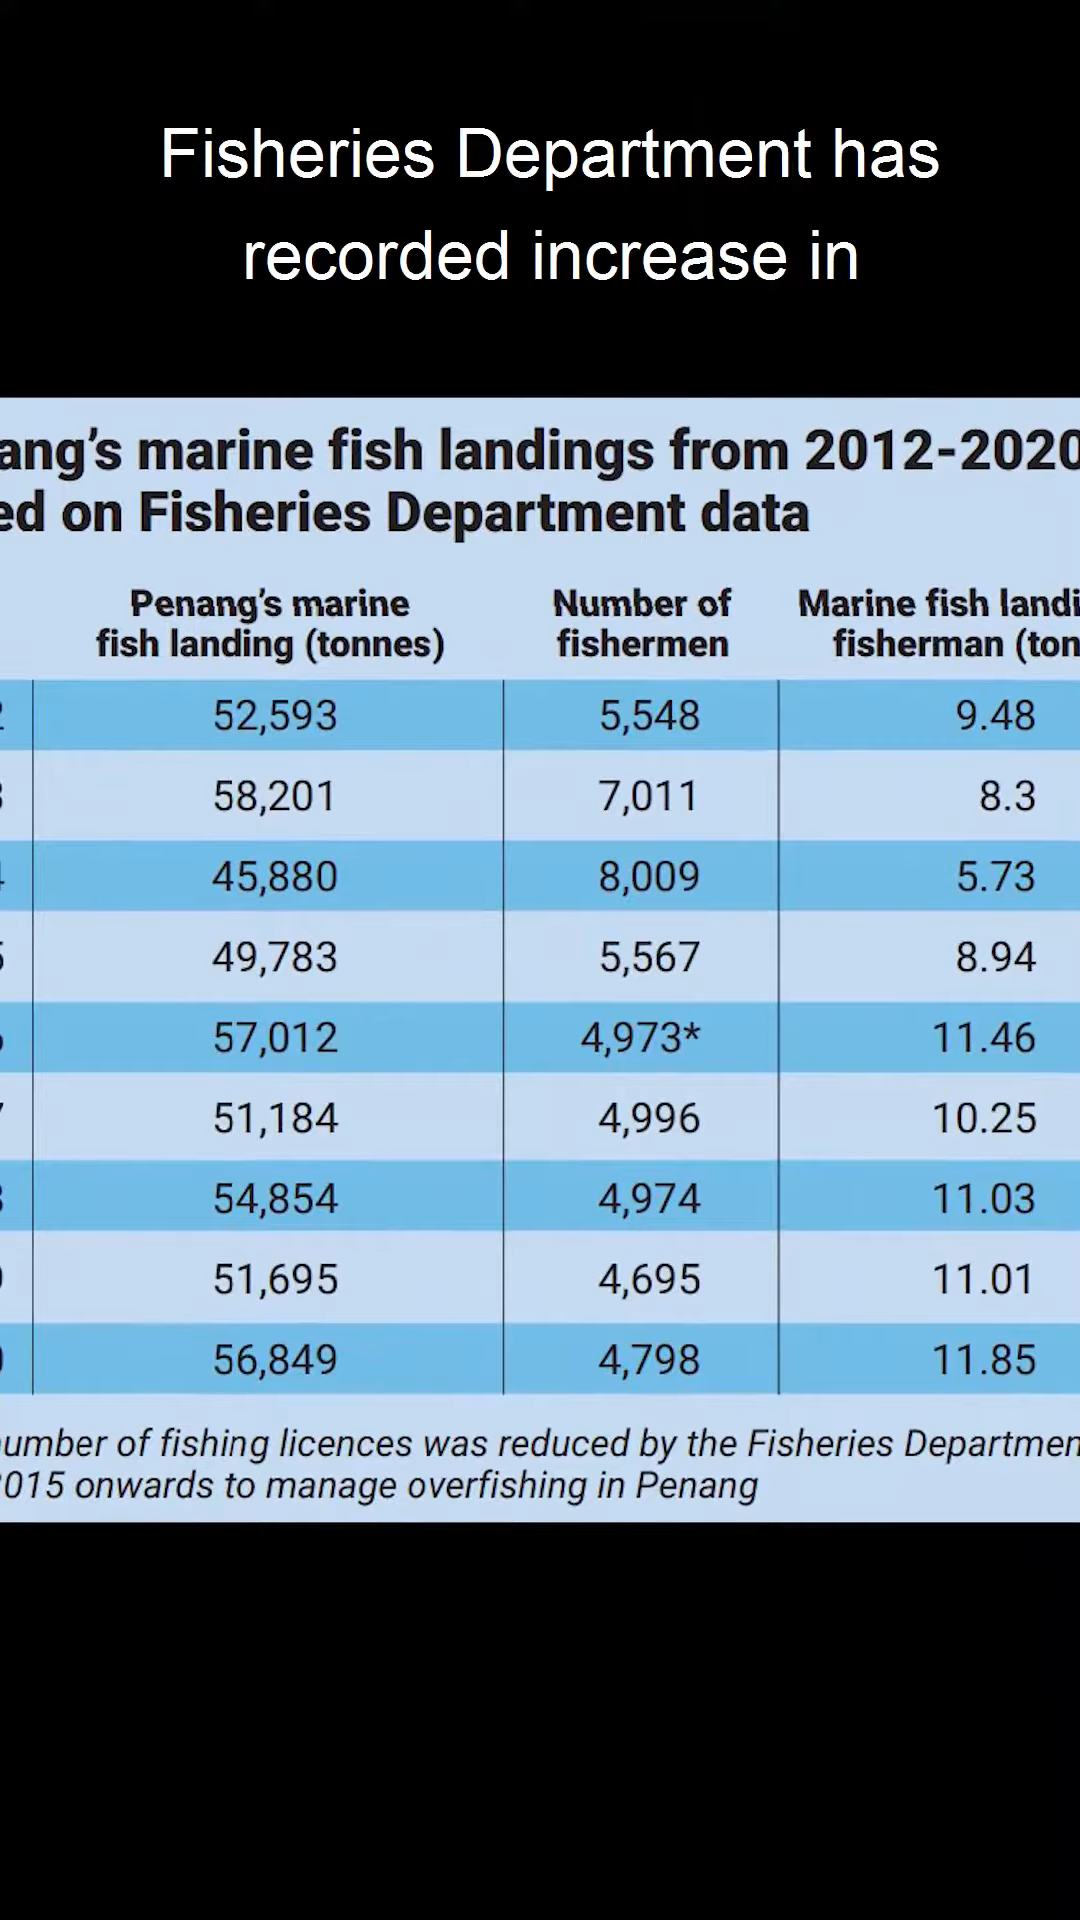 Fisheries Department has
recorded increase in
ang's marine fish landings from 2012-2020
ed on Fisheries Department data
Penang's marine fish landing (tonnes) Number of fishermen Marine fish landi fisherman (ton
52,593 5,548 9.48
58,201 7,011 8.3
45,880 8,009 5.73
49,783 5,567 8.94
57,012 4,973* 11.46
51,184 4,996 10.25
54,854 4,974 11.03
51,695 4,695 11.01
56,849 4,798 11.85
number of fishing licences was reduced by the Fisheries Departmen
2015 onwards to manage overfishing in Penang